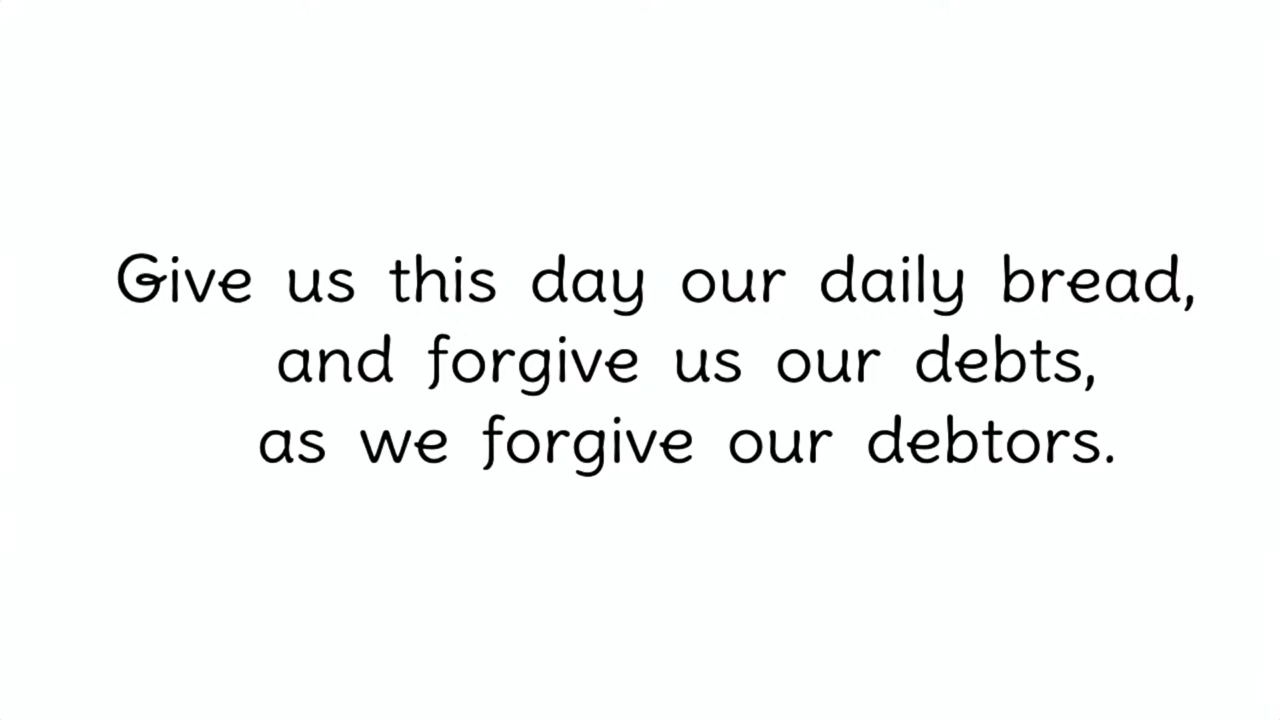 Give us this day our daily bread,
and forgive us our debts,
as we forgive our debtors.